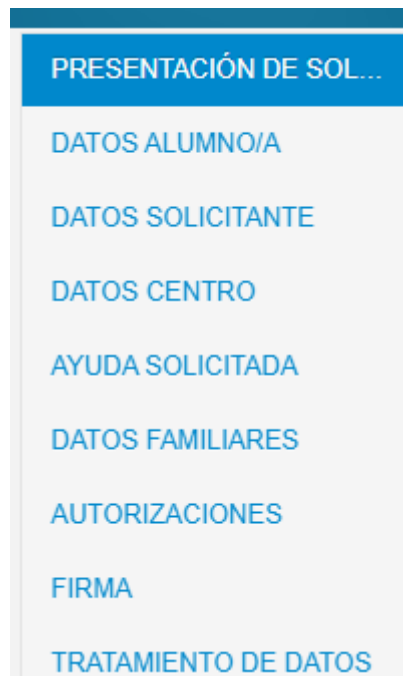 PRESENTACIÓN DE SOL...
DATOS ALUMNO/A
DATOS SOLICITANTE
DATOS CENTRO
AYUDA SOLICITADA
DATOS FAMILIARES
AUTORIZACIONES
FIRMA
TRATAMIENTO DE DATOS